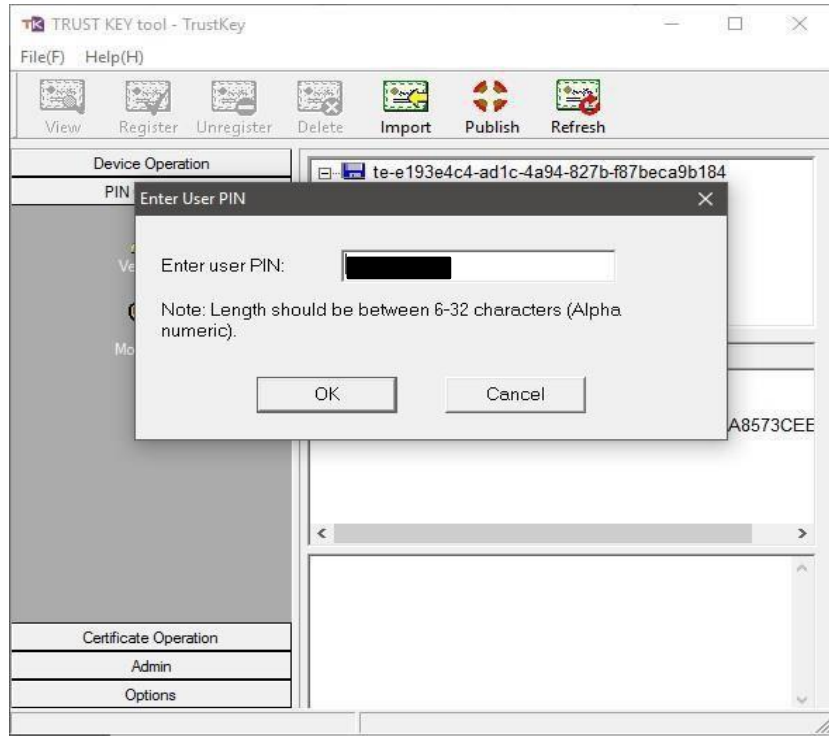 TRUST KEY tool - TrustKey
File(F) Help(H)
View Register Unregister Delete Import Publish Refresh
Device Operation
te-e193e4c4-ad1c-4a94-827b-f87beca9b184
PIN
Enter User PIN
Enter user PIN:
Note: Length should be between 6-32 characters (Alpha
numeric).
OK Cancel
A8573CEE
Certificate Operation
Admin
Options